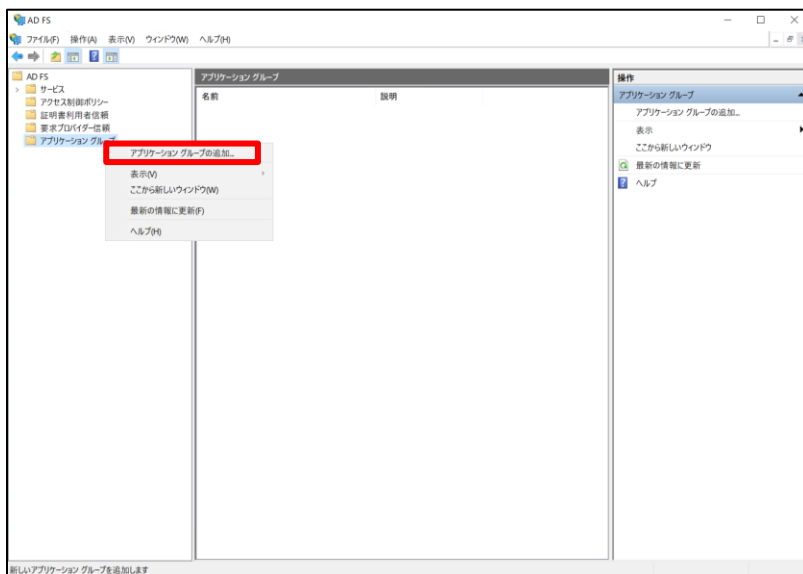 AD FS
ファイル(F) 操作(A) 表示(V) ウィンドウ(W) ヘルプ(H)
AD FS
サービス
アクセス制御ポリシー
証明書利用者信頼
要求プロバイダー信頼
アプリケーション グループ
アプリケーション グループの追加...
表示(V)
ここから新しいウィンドウ(W)
最新の情報に更新(F)
ヘルプ(H)
アプリケーション グループ
名前 説明
操作
アプリケーション グループ
アプリケーション グループの追加...
表示
ここから新しいウィンドウ
最新の情報に更新
ヘルプ
新しいアプリケーション グループを追加します